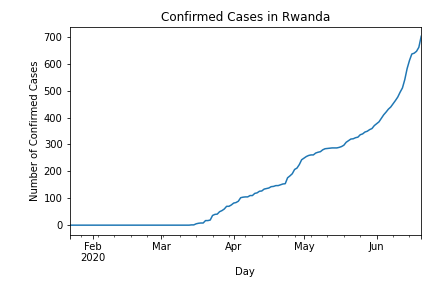 Confirmed Cases in Rwanda
700
600
500
400
300
200
100
0
Number of Confirmed Cases
Feb
2020
Mar
Apr
May
Jun
Day